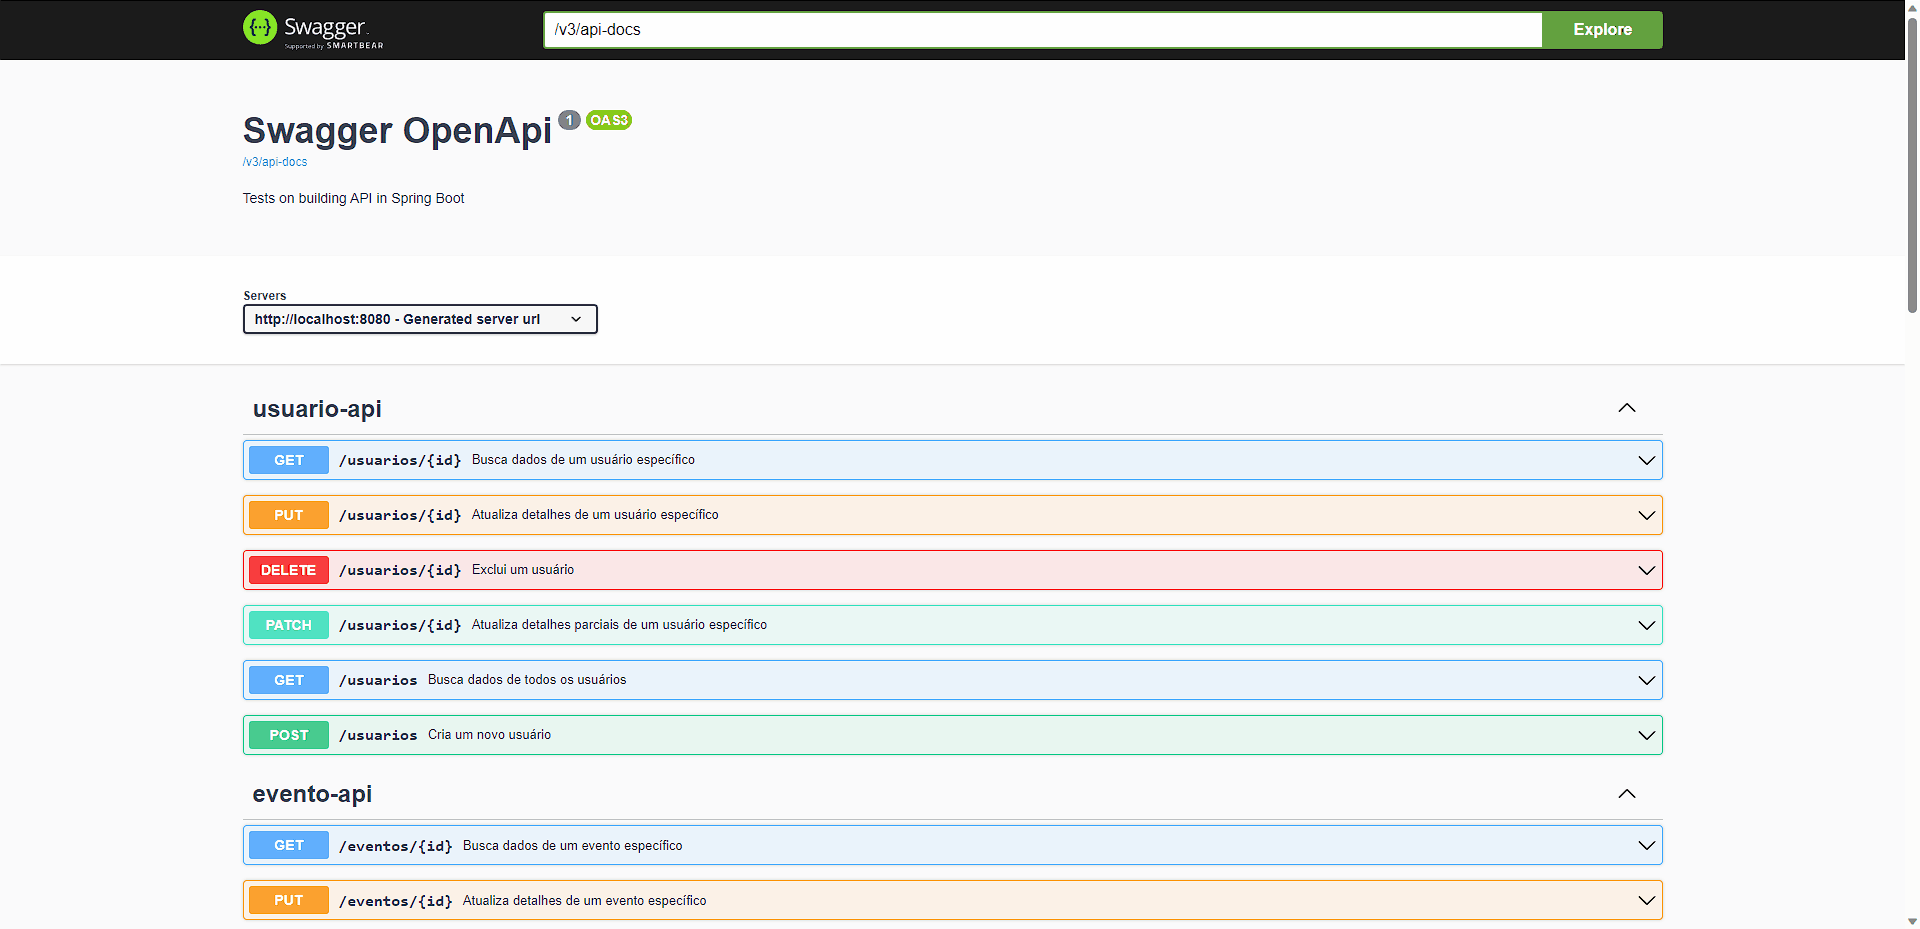 Swagger.
Supported by SMARTBEAR
/v3/api-docs
Explore
Swagger OpenApi 1 OAS3
/v3/api-docs
Tests on building API in Spring Boot
Servers
http://localhost:8080 - Generated server url
usuario-api
GET /usuarios/{id} Busca dados de um usuário específico
PUT /usuarios/{id} Atualiza detalhes de um usuário específico
DELETE /usuarios/{id} Exclui um usuário
PATCH /usuarios/{id} Atualiza detalhes parciais de um usuário específico
GET /usuarios Busca dados de todos os usuários
POST /usuarios Cria um novo usuário
evento-api
GET /eventos/{id} Busca dados de um evento específico
PUT /eventos/{id} Atualiza detalhes de um evento específico